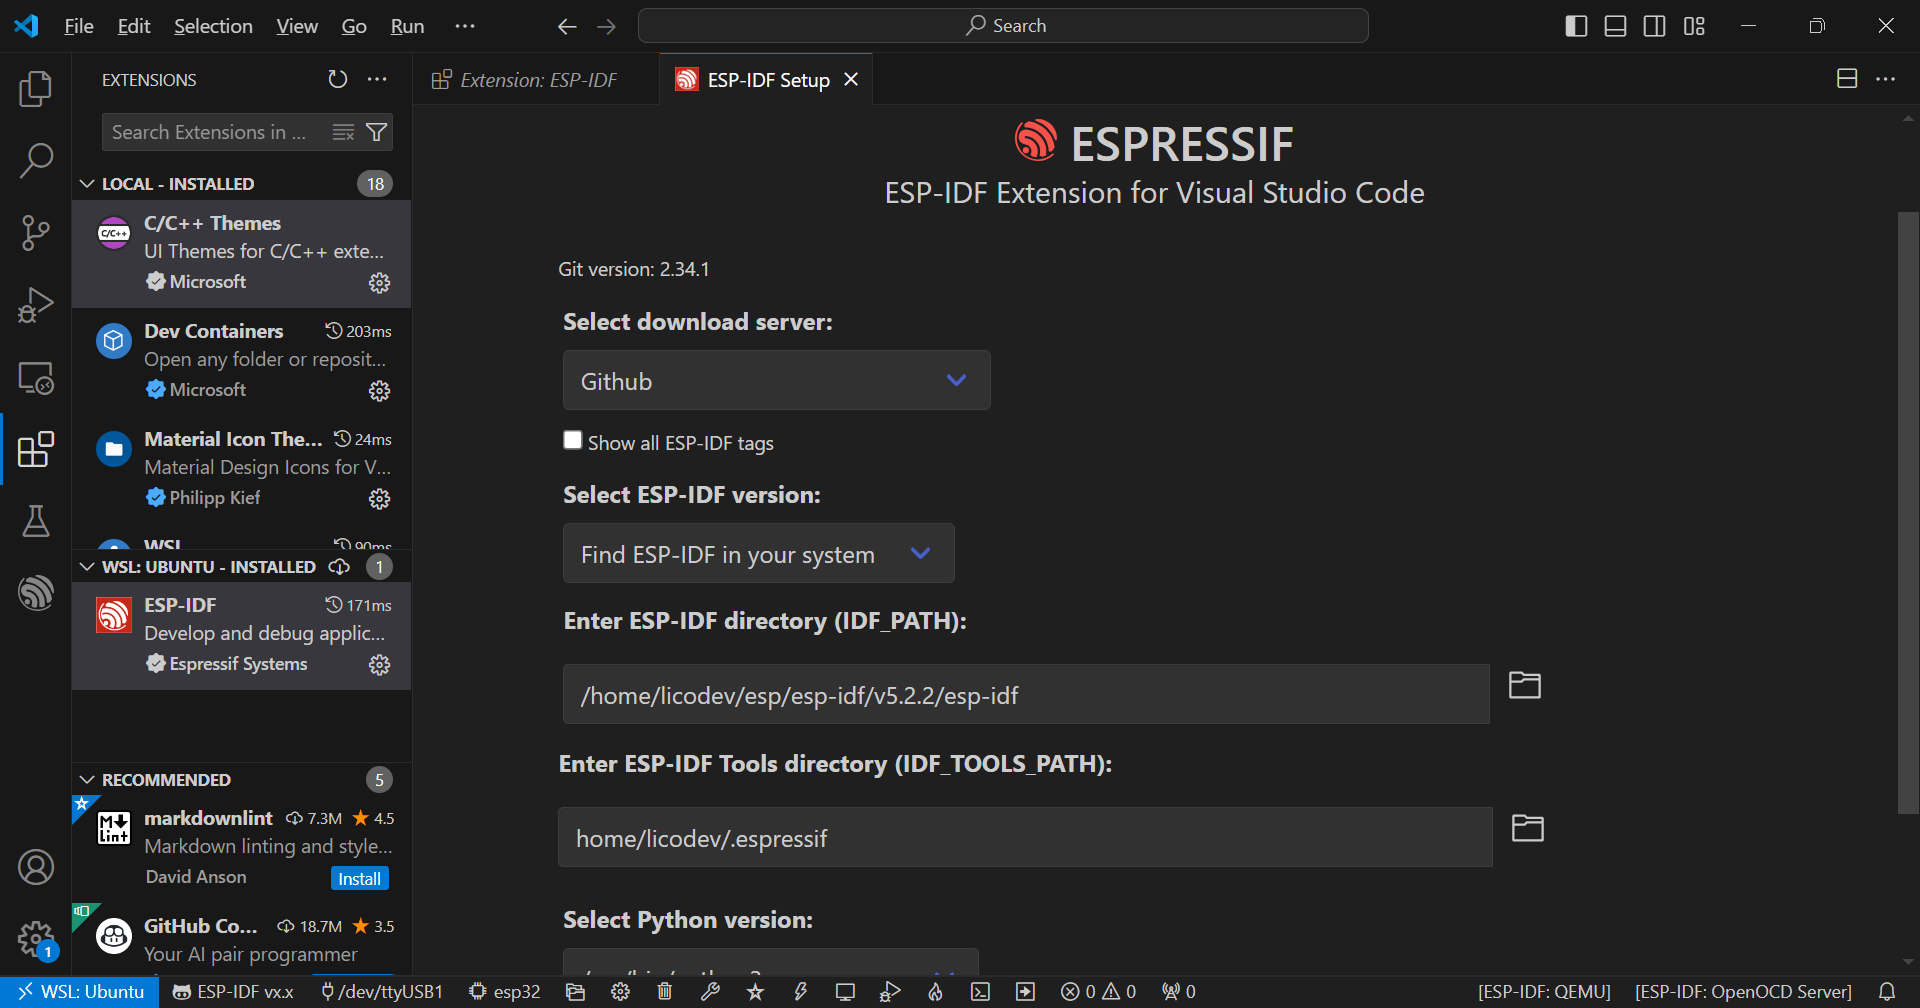 File Edit Selection View Go Run ··· Search
EXTENSIONS
Extension: ESP-IDF
ESP-IDF Setup
Search Extensions in ...
LOCAL - INSTALLED 18
C/C++
C/C++ Themes
UI Themes for C/C++ exte...
Microsoft
Dev Containers 203ms
Open any folder or reposit...
Microsoft
Material Icon The... 24ms
Material Design Icons for V...
Philipp Kief
WSL 90ms
WSL: UBUNTU - INSTALLED 1
ESP-IDF 171ms
Develop and debug applic...
Espressif Systems
RECOMMENDED 5
M lint
markdownlint 7.3M 4.5
Markdown linting and style...
David Anson Install
GitHub Co... 18.7M 3.5
Your AI pair programmer
1
ESPRESSIF
ESP-IDF Extension for Visual Studio Code
Git version: 2.34.1
Select download server:
Github
Show all ESP-IDF tags
Select ESP-IDF version:
Find ESP-IDF in your system
Enter ESP-IDF directory (IDF_PATH):
/home/licodev/esp/esp-idf/v5.2.2/esp-idf
Enter ESP-IDF Tools directory (IDF_TOOLS_PATH):
home/licodev/.espressif
Select Python version:
WSL: Ubuntu ESP-IDF vx.x /dev/ttyUSB1 esp32 0 0 0 [ESP-IDF: QEMU] [ESP-IDF: OpenOCD Server]